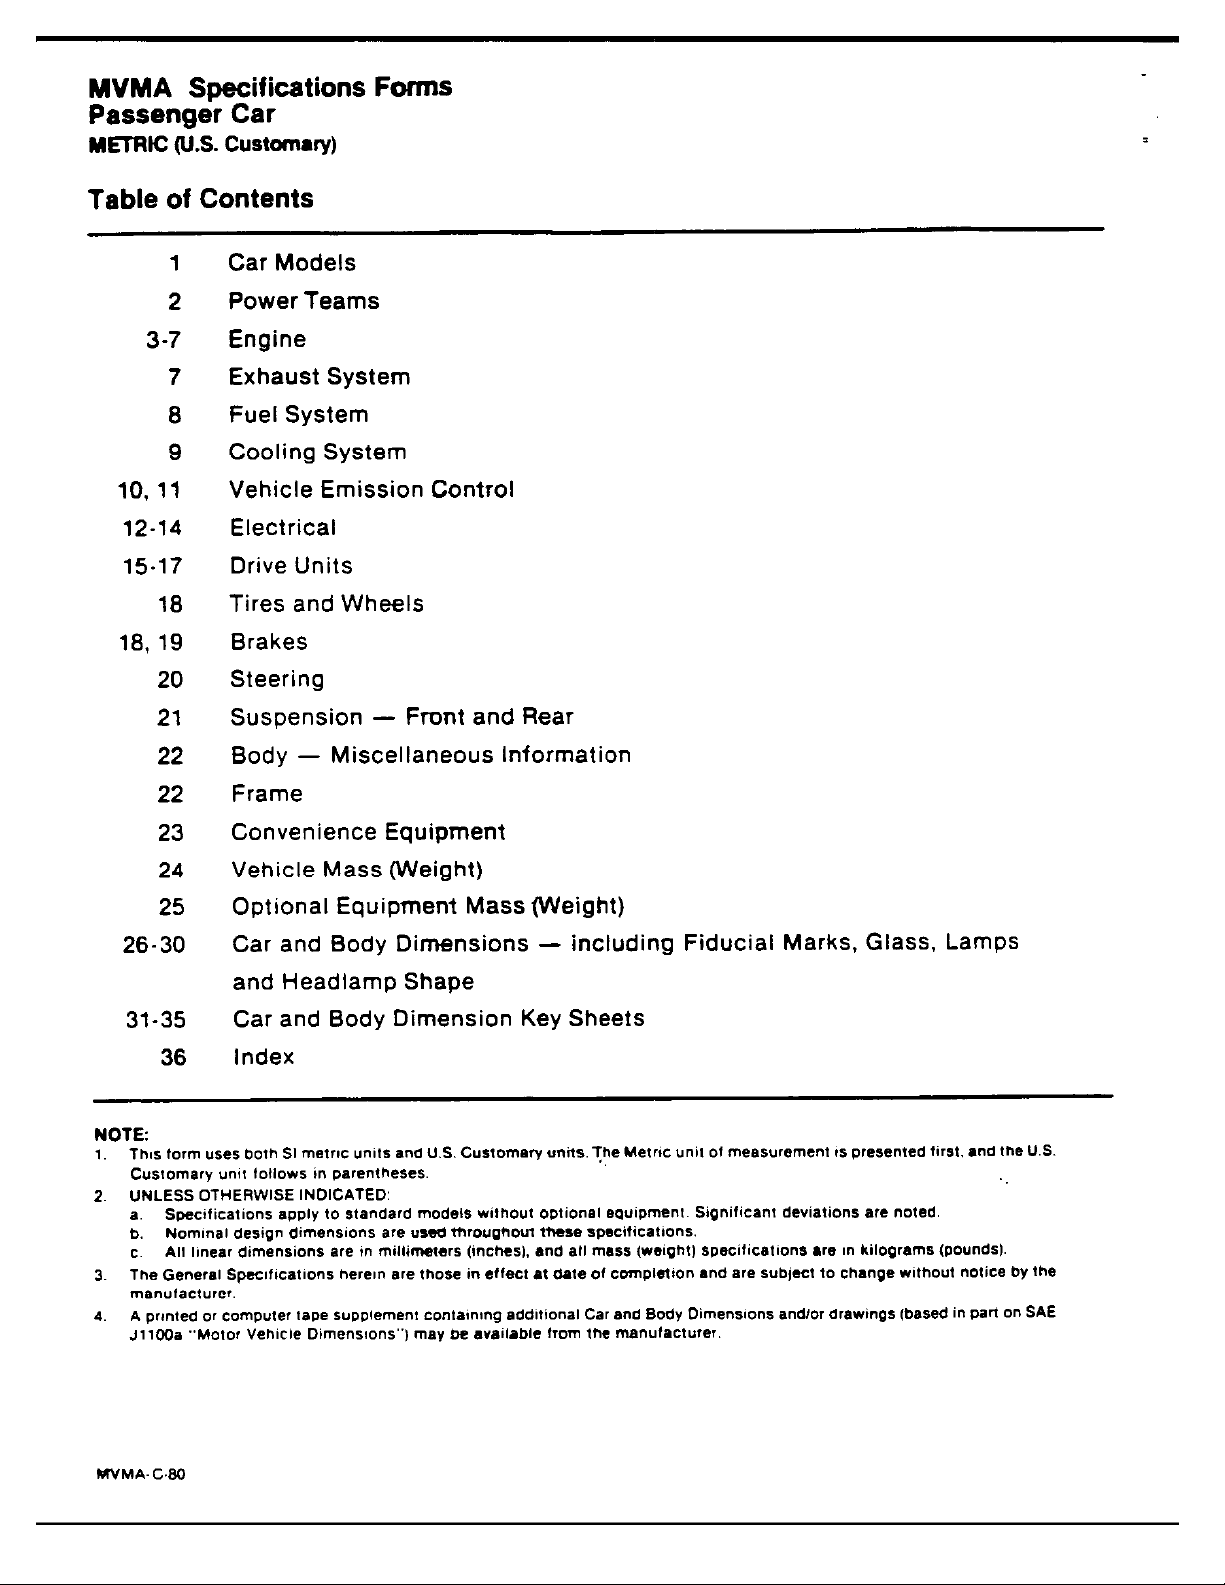 MVMA Specifications Forms
Passenger Car
METRIC (U.S. Customary)
Table of Contents
1 Car Models
2 Power Teams
3-7 Engine
7 Exhaust System
8 Fuel System
9 Cooling System
10, 11 Vehicle Emission Control
12-14 Electrical
15-17 Drive Units
18 Tires and Wheels
18, 19 Brakes
20 Steering
21 Suspension — Front and Rear
22 Body — Miscellaneous Information
22 Frame
23 Convenience Equipment
24 Vehicle Mass (Weight)
25 Optional Equipment Mass (Weight)
26-30 Car and Body Dimensions — including Fiducial Marks, Glass, Lamps
and Headlamp Shape
31-35 Car and Body Dimension Key Sheets
36 Index
NOTE:
1. This form uses both SI metric units and U.S. Customary units. The Metric unit of measurement is presented first, and the U.S.
Customary unit follows in parentheses.
2. UNLESS OTHERWISE INDICATED:
a. Specifications apply to standard models without optional equipment. Significant deviations are noted.
b. Nominal design dimensions are used throughout these specifications.
c. All linear dimensions are in millimeters (inches), and all mass (weight) specifications are in kilograms (pounds).
3. The General Specifications herein are those in effect at date of completion and are subject to change without notice by the
manufacturer.
4. A printed or computer tape supplement containing additional Car and Body Dimensions and/or drawings (based in part on SAE
J1100a "Motor Vehicle Dimensions") may be available from the manufacturer.
MVMA-C-80